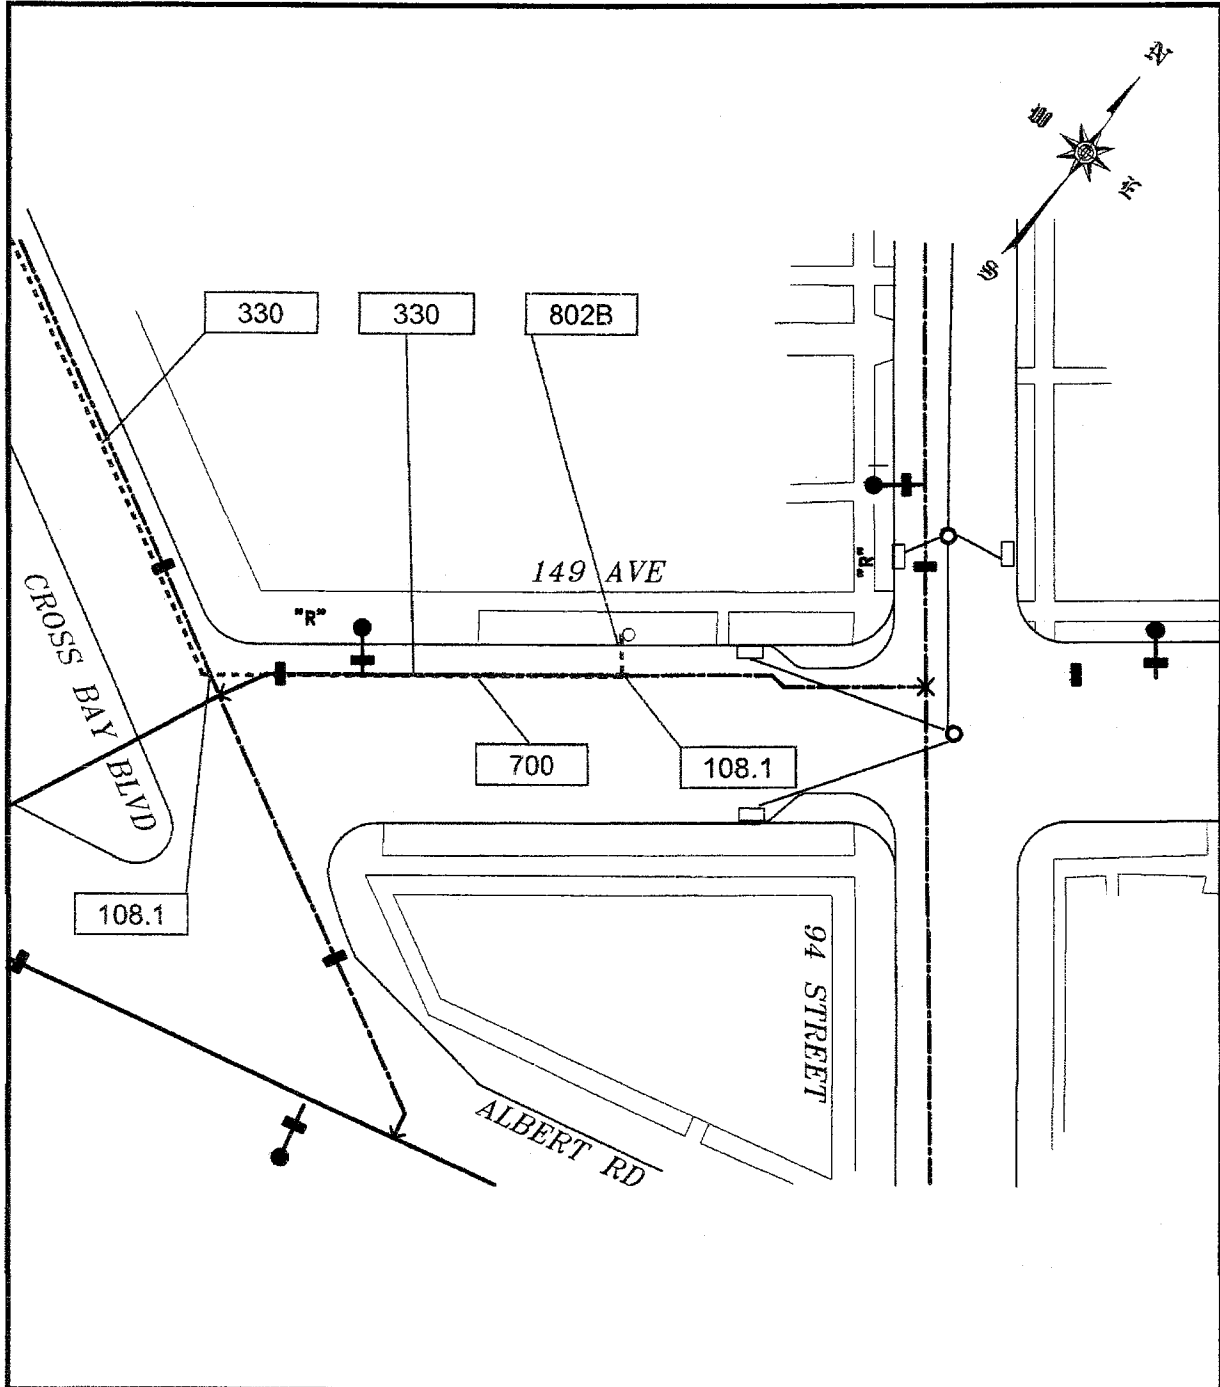 N
E
S
330
330
802B
149 AVE
"R"
"R"
CROSS BAY BLVD
700
108.1
108.1
94 STREET
ALBERT RD